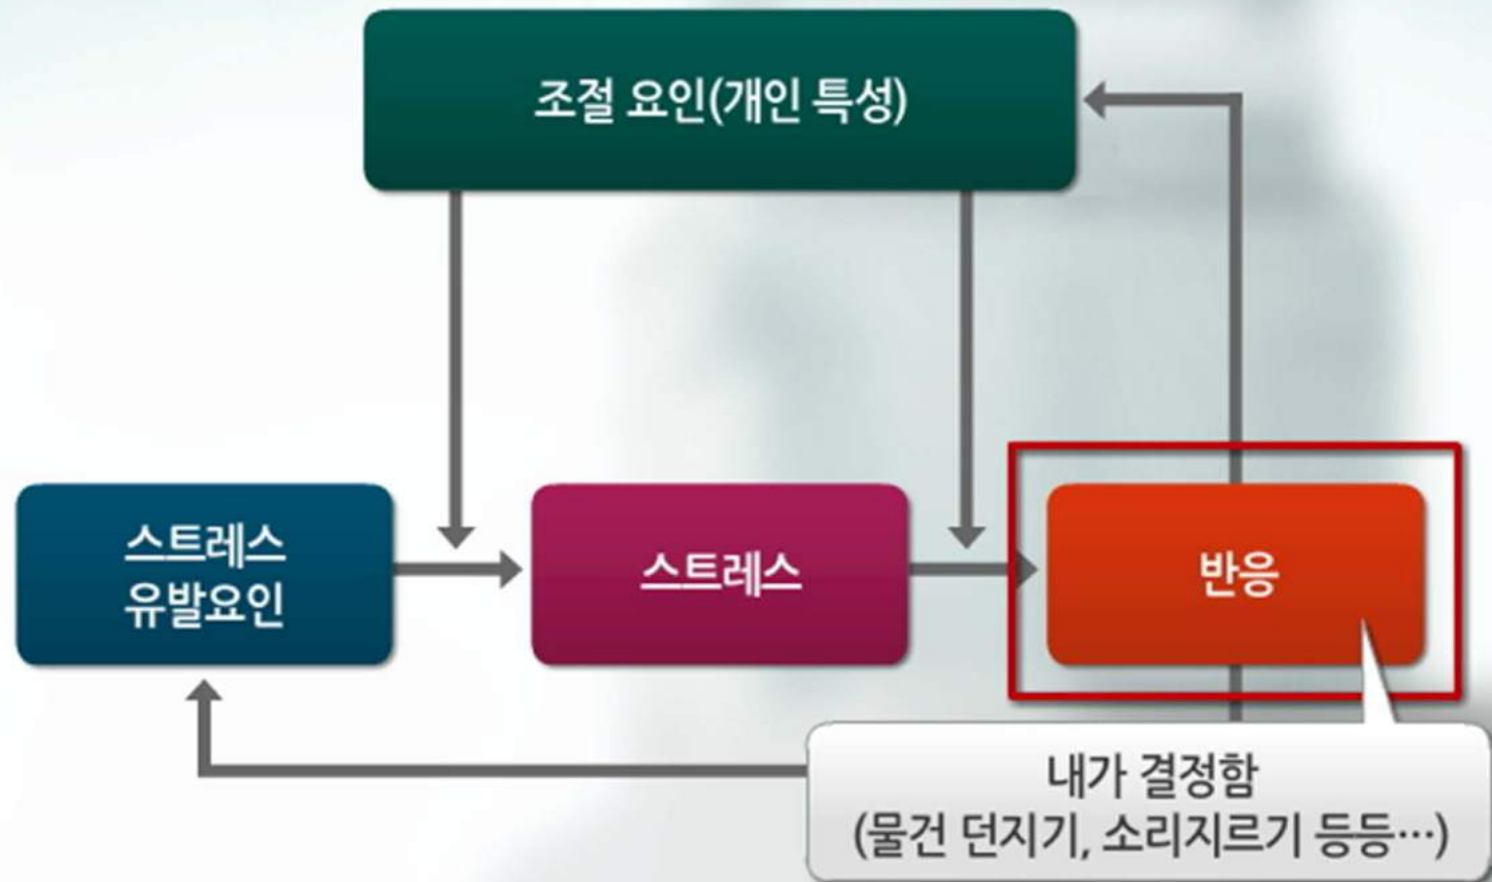 조절 요인(개인 특성)
스트레스
유발요인
스트레스
반응
내가 결정함
(물건 던지기, 소리지르기 등등…)